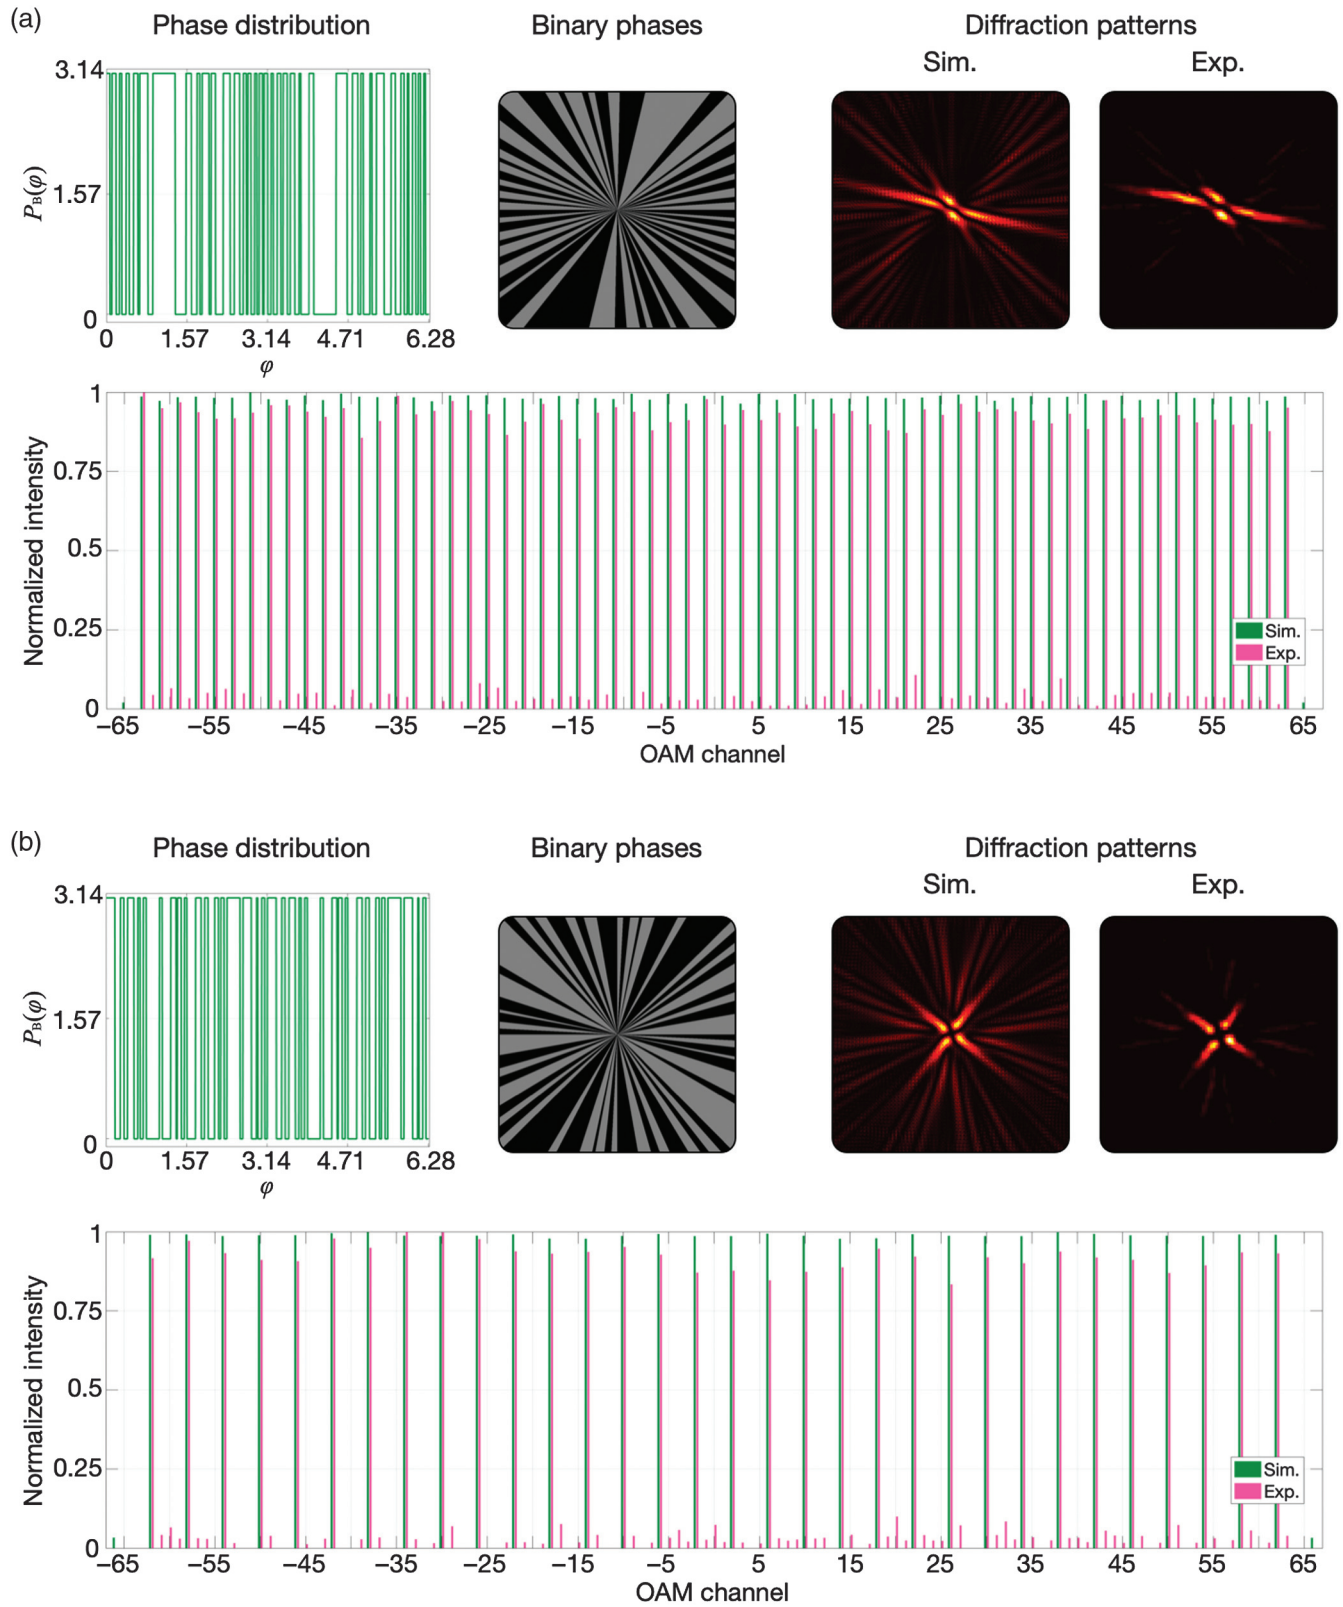 (a)
Phase distribution
Binary phases
Diffraction patterns
Sim.
Exp.
3.14
1.57
0
P_B(φ)
0 1.57 3.14 4.71 6.28
φ
1
0.75
0.5
0.25
0
Normalized intensity
Sim.
Exp.
−65 −55 −45 −35 −25 −15 −5 5 15 25 35 45 55 65
OAM channel
(b)
Phase distribution
Binary phases
Diffraction patterns
Sim.
Exp.
3.14
1.57
0
P_B(φ)
0 1.57 3.14 4.71 6.28
φ
1
0.75
0.5
0.25
0
Normalized intensity
Sim.
Exp.
−65 −55 −45 −35 −25 −15 −5 5 15 25 35 45 55 65
OAM channel